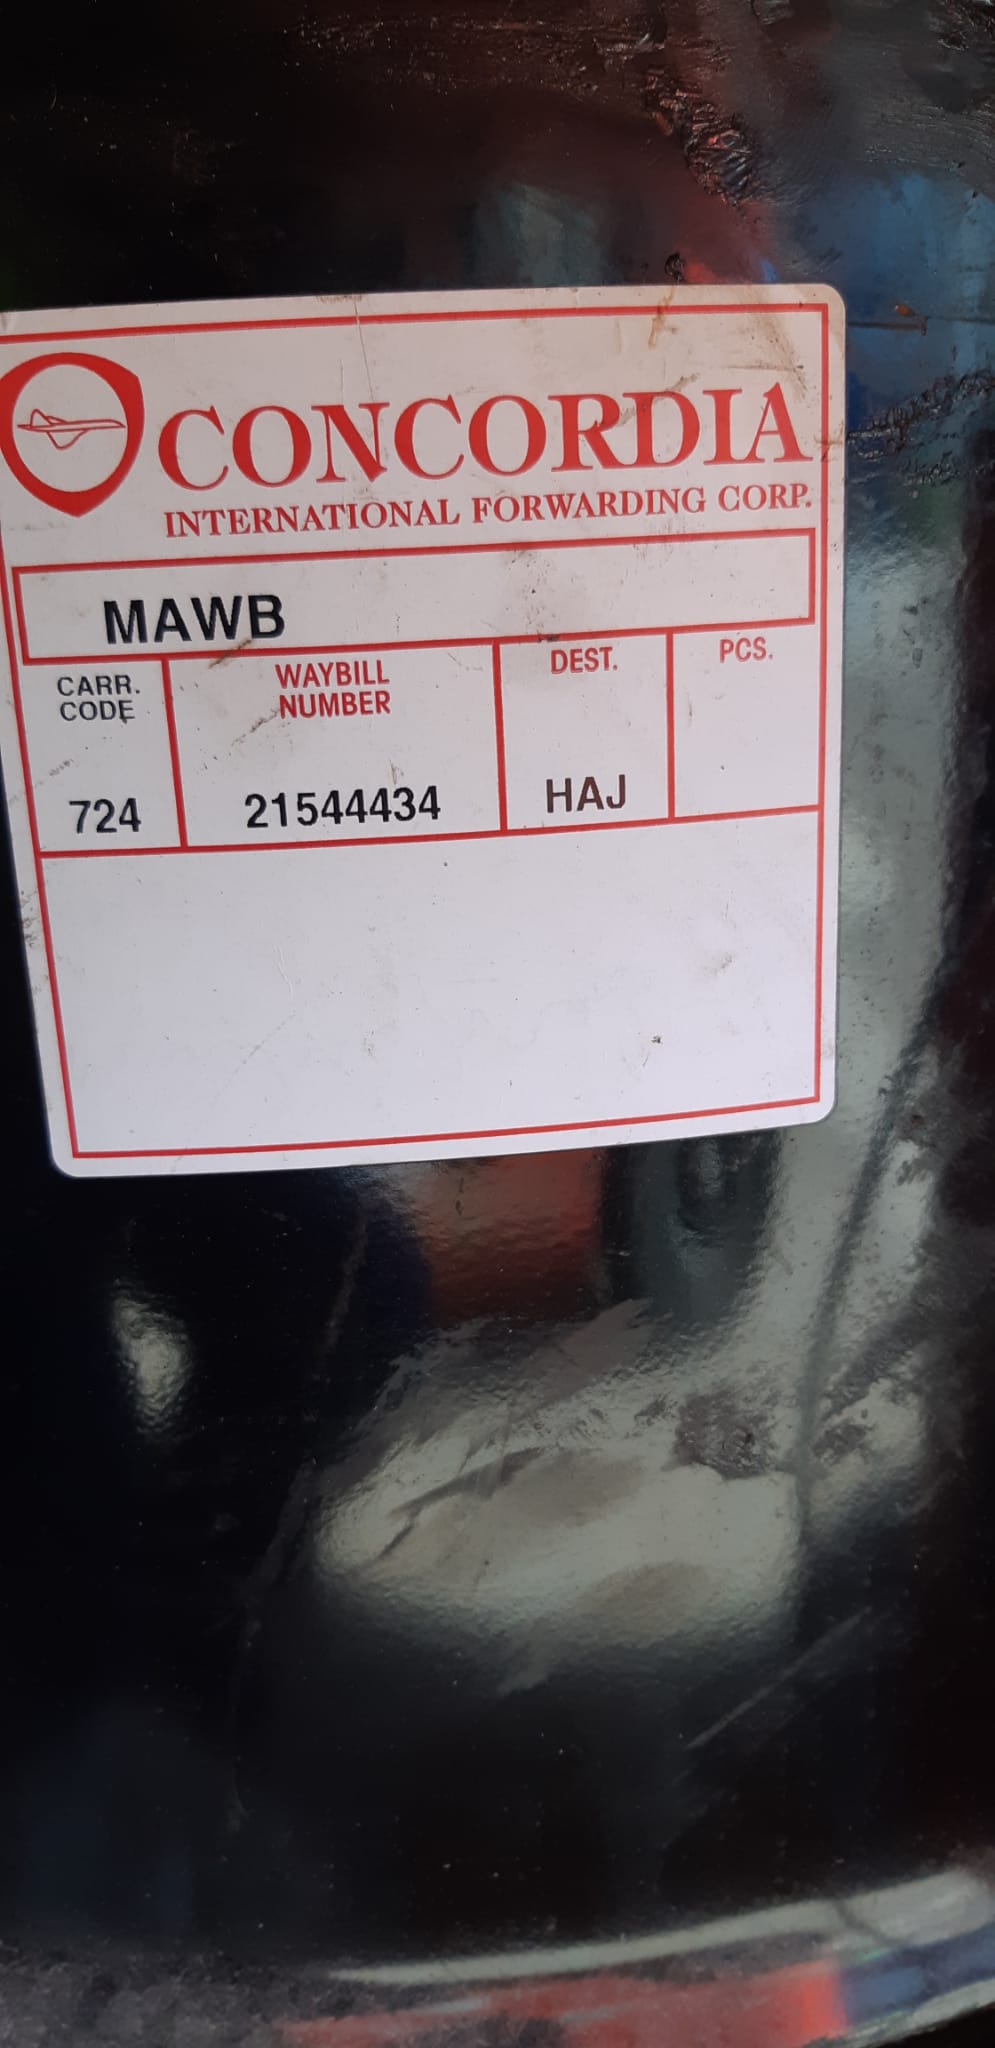 CONCORDIA
INTERNATIONAL FORWARDING CORP.
MAWB
CARR.
CODE
WAYBILL
NUMBER
DEST.
PCS.
724
21544434
HAJ